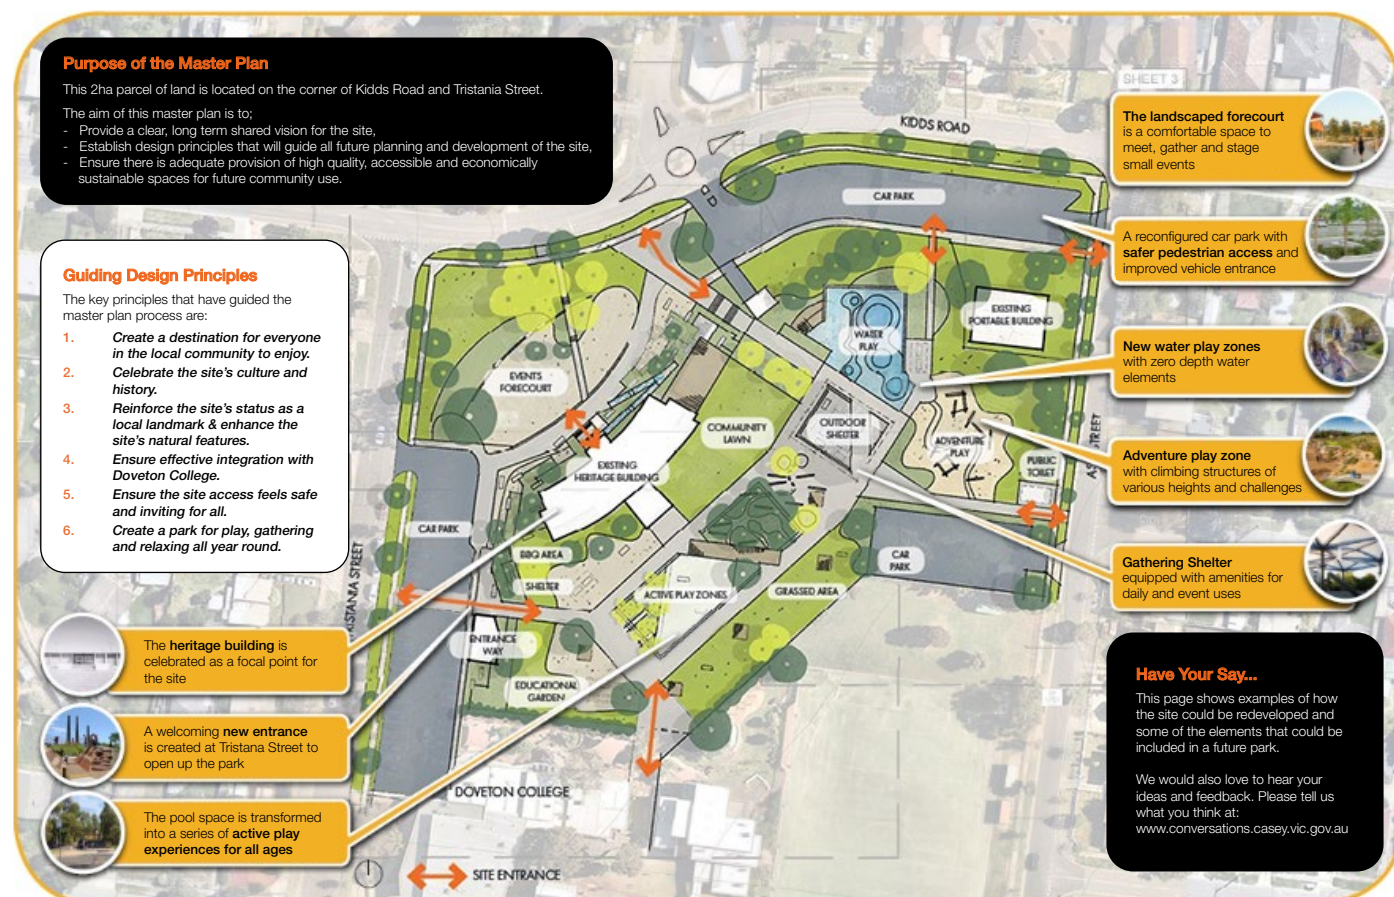 Purpose of the Master Plan
This 2ha parcel of land is located on the corner of Kidds Road and Tristania Street.
The aim of this master plan is to;
- Provide a clear, long term shared vision for the site,
- Establish design principles that will guide all future planning and development of the site,
- Ensure there is adequate provision of high quality, accessible and economically
sustainable spaces for future community use.
Guiding Design Principles
The key principles that have guided the
master plan process are:
1. Create a destination for everyone
in the local community to enjoy.
2. Celebrate the site's culture and
history.
3. Reinforce the site's status as a
local landmark & enhance the
site's natural features.
4. Ensure effective integration with
Doveton College.
5. Ensure the site access feels safe
and inviting for all.
6. Create a park for play, gathering
and relaxing all year round.
SHEET 3
KIDDS ROAD
CAR PARK
EXISTING
PORTABLE BUILDING
WATER
PLAY
EVENTS
FORECOURT
COMMUNITY
LAWN
OUTDOOR
SHELTER
ADVENTURE
PLAY
PUBLIC
TOILET
STREET
EXISTING
HERITAGE BUILDING
CAR PARK
BBQ AREA
SHELTER
ACTIVE PLAY ZONES
GRASSED AREA
CAR
PARK
TRISTANIA STREET
ENTRANCE
WAY
EDUCATIONAL
GARDEN
DOVETON COLLEGE
SITE ENTRANCE
The landscaped forecourt
is a comfortable space to
meet, gather and stage
small events
A reconfigured car park with
safer pedestrian access and
improved vehicle entrance
New water play zones
with zero depth water
elements
Adventure play zone
with climbing structures of
various heights and challenges
Gathering Shelter
equipped with amenities for
daily and event uses
The heritage building is
celebrated as a focal point for
the site
A welcoming new entrance
is created at Tristana Street to
open up the park
The pool space is transformed
into a series of active play
experiences for all ages
Have Your Say...
This page shows examples of how
the site could be redeveloped and
some of the elements that could be
included in a future park.
We would also love to hear your
ideas and feedback. Please tell us
what you think at:
www.conversations.casey.vic.gov.au